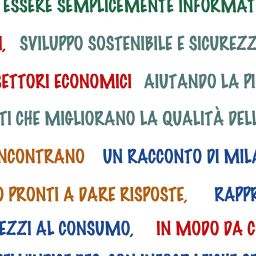 ESSERE SEMPLICEMENTE INFORMAT
I, SVILUPPO SOSTENIBILE E SICUREZZ
SETTORI ECONOMICI AIUTANDO LA PI
TI CHE MIGLIORANO LA QUALITÀ DELL
NCONTRANO UN RACCONTO DI MILA
O PRONTI A DARE RISPOSTE, RAPPR
EZZI AL CONSUMO, IN MODO DA C